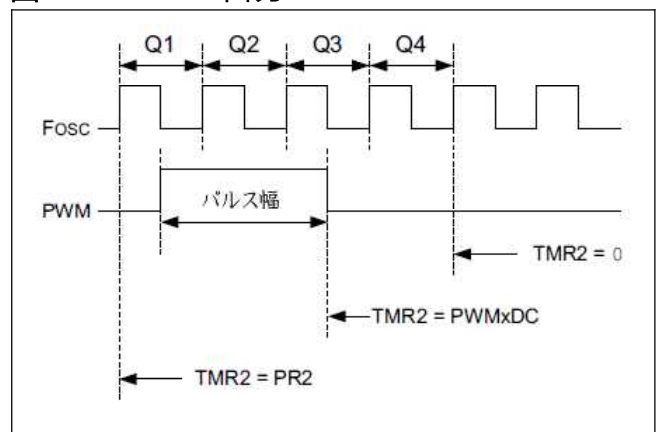 Q1 Q2 Q3 Q4
FOSC
PWM
パルス幅
TMR2 = 0
TMR2 = PWMxDC
TMR2 = PR2